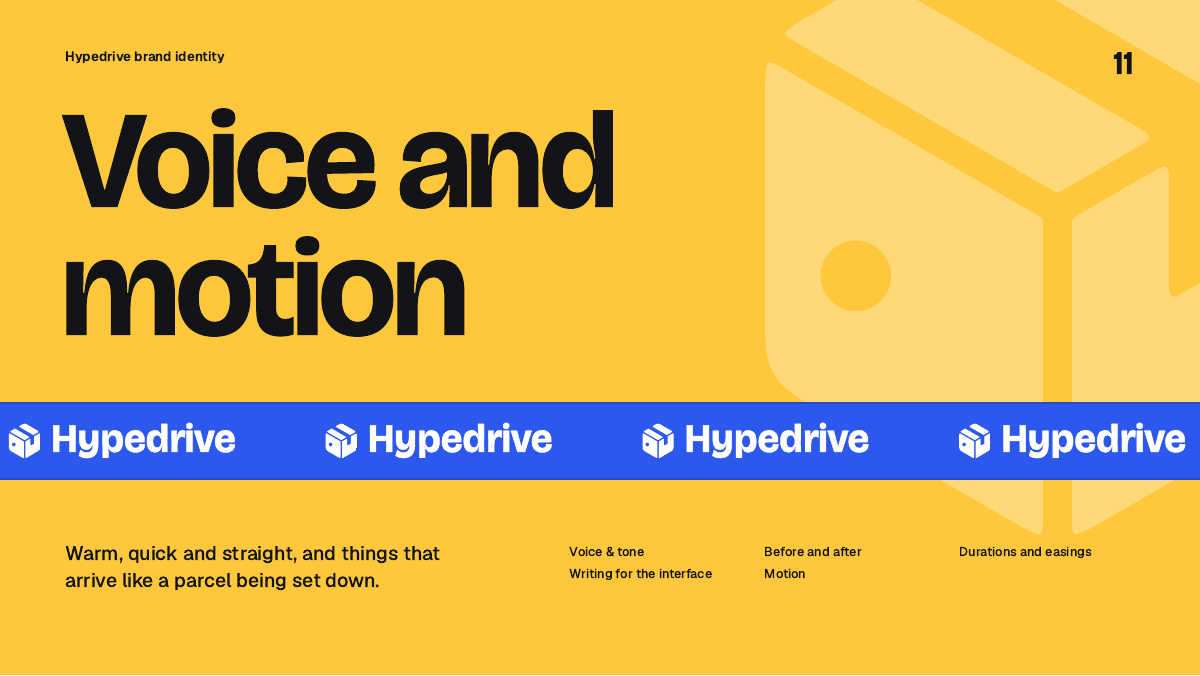 Hypedrive brand identity
11
Voice and
motion
Hypedrive Hypedrive Hypedrive Hypedrive
Warm, quick and straight, and things that
arrive like a parcel being set down.
Voice & tone
Writing for the interface
Before and after
Motion
Durations and easings